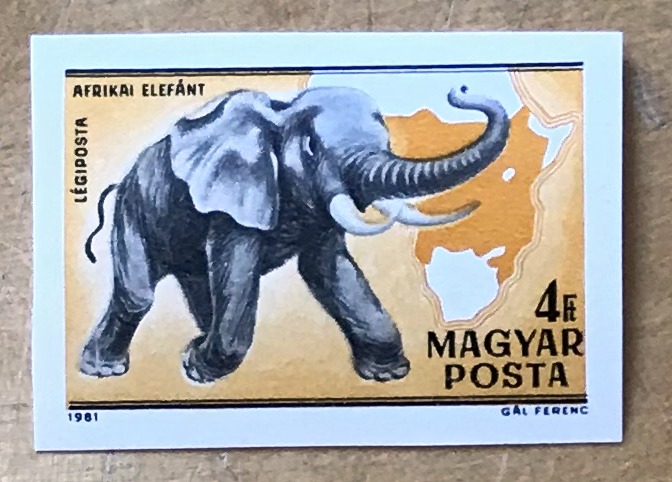 AFRIKAI ELEFÁNT
LÉGIPOSTA
4Ft
MAGYAR
POSTA
1981
GÁL FERENC